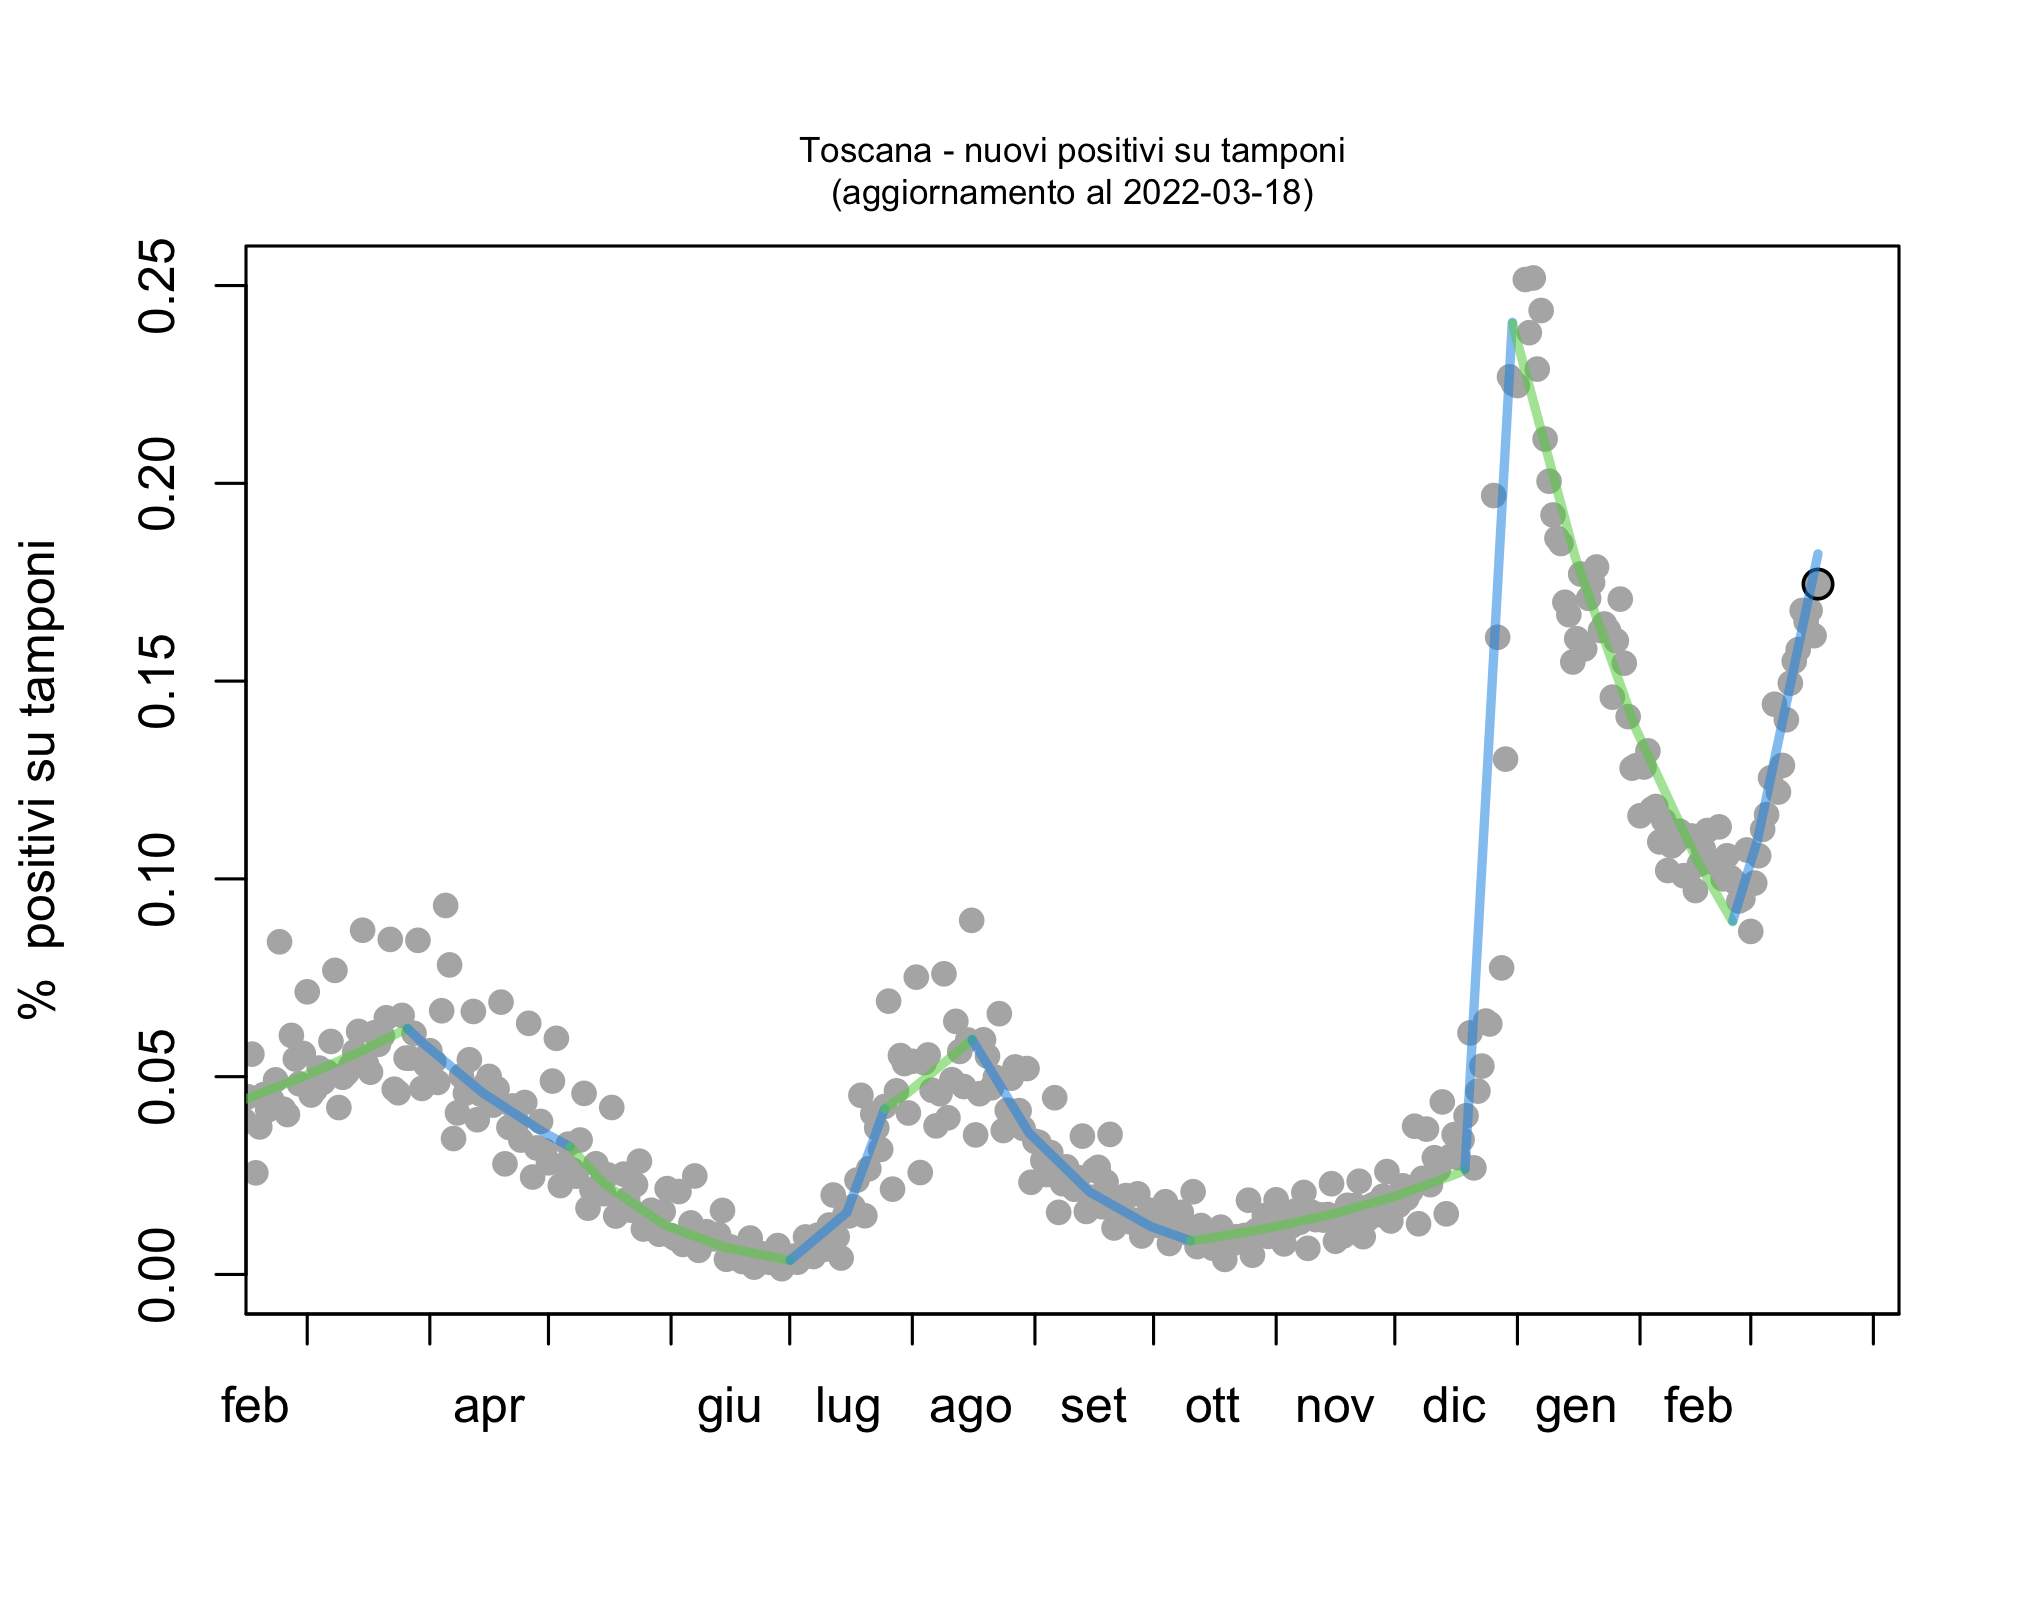 Toscana - nuovi positivi su tamponi
(aggiornamento al 2022-03-18)
% positivi su tamponi
0.25
0.20
0.15
0.10
0.05
0.00
feb apr giu lug ago set ott nov dic gen feb